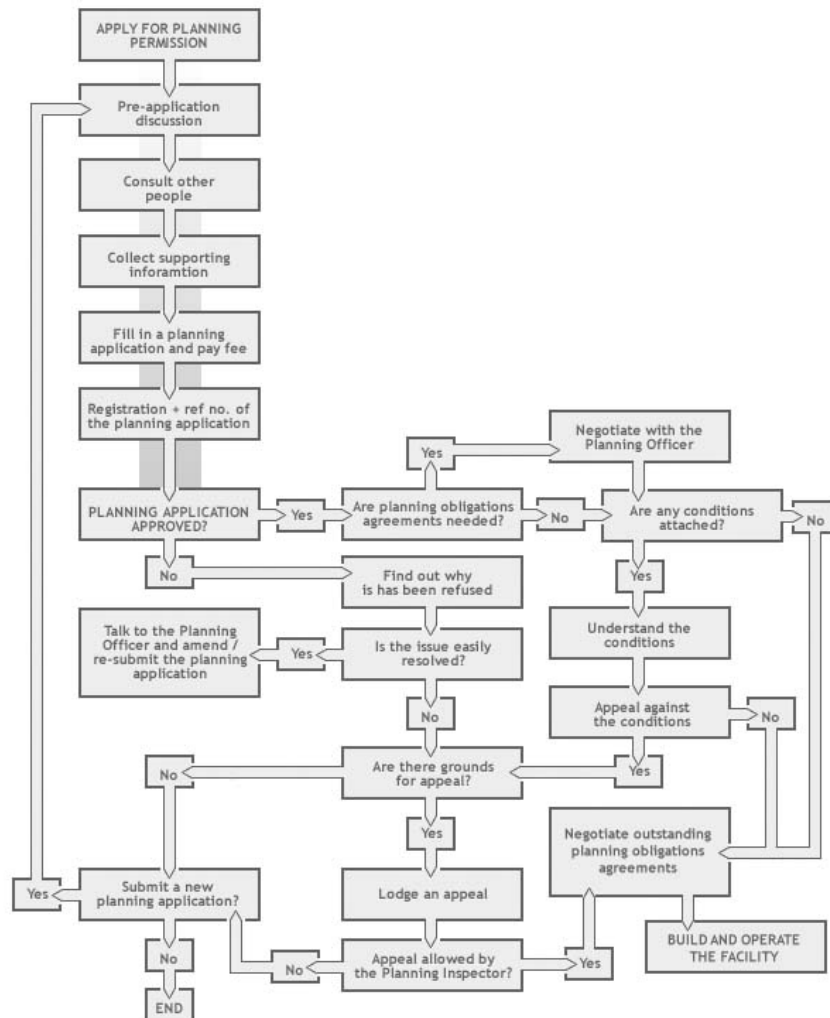 APPLY FOR PLANNING
PERMISSION
Pre-application
discussion
Consult other
people
Collect supporting
inforamtion
Fill in a planning
application and pay fee
Registration + ref no. of
the planning application
Negotiate with the
Planning Officer
Yes
PLANNING APPLICATION
APPROVED?
Yes
Are planning obligations
agreements needed?
No
Are any conditions
attached?
No
No
Find out why
is has been refused
Yes
Talk to the Planning
Officer and amend /
re-submit the planning
application
Yes
Is the issue easily
resolved?
Understand the
conditions
No
Appeal against
the conditions
No
No
Are there grounds
for appeal?
Yes
Yes
Negotiate outstanding
planning obligations
agreements
Yes
Submit a new
planning application?
Lodge an appeal
No
No
Appeal allowed by
the Planning Inspector?
Yes
BUILD AND OPERATE
THE FACILITY
END